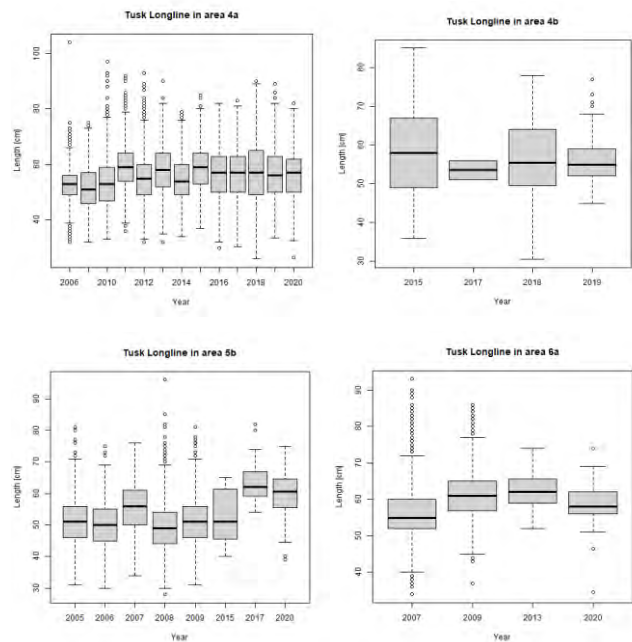 Tusk Longline in area 4a
100
80
60
40
Length [cm]
2006 2010 2012 2014 2016 2018 2020
Year
Tusk Longline in area 4b
80
70
60
50
40
30
Length [cm]
2015 2017 2018 2019
Year
Tusk Longline in area 5b
90
80
70
60
50
40
30
Length [cm]
2005 2006 2007 2008 2009 2015 2017 2020
Year
Tusk Longline in area 6a
90
80
70
60
50
40
Length [cm]
2007 2009 2013 2020
Year